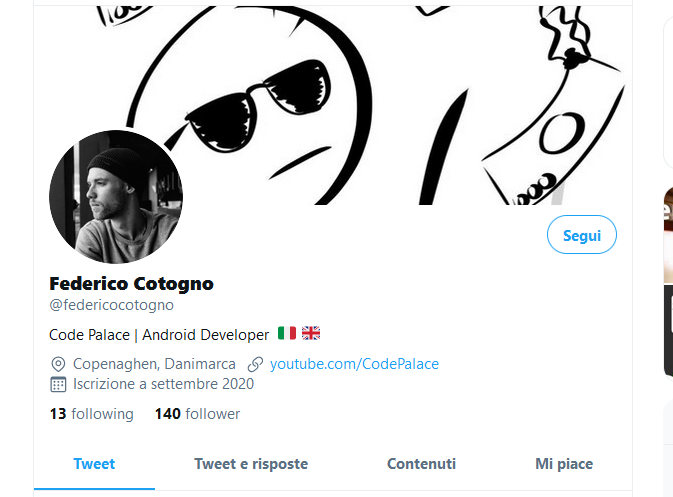 Segui
Federico Cotogno
@federicocotogno
Code Palace | Android Developer 🇮🇹 🇬🇧
Copenaghen, Danimarca youtube.com/CodePalace
Iscrizione a settembre 2020
13 following 140 follower
Tweet Tweet e risposte Contenuti Mi piace